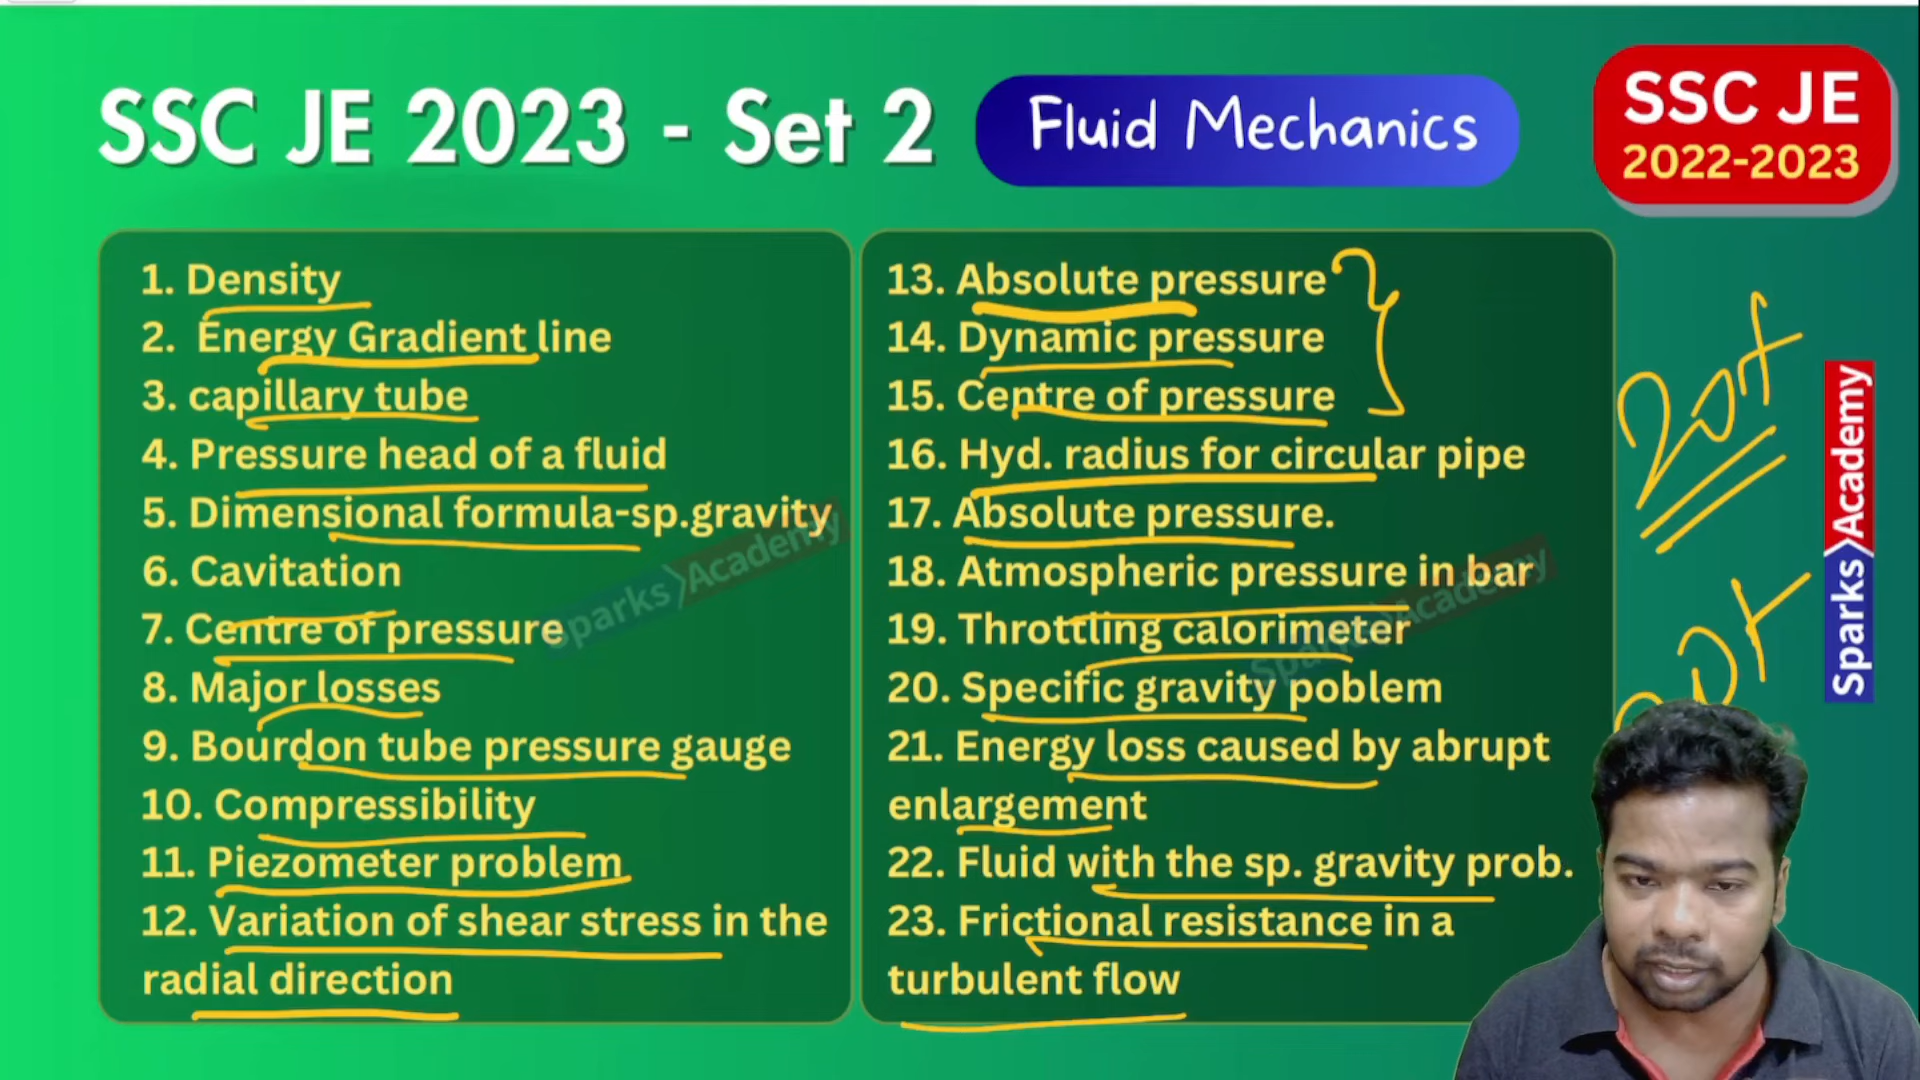 SSC JE 2023 - Set 2
Fluid Mechanics
SSC JE
2022-2023
1. Density
2. Energy Gradient line
3. capillary tube
4. Pressure head of a fluid
5. Dimensional formula-sp.gravity
6. Cavitation
7. Centre of pressure
8. Major losses
9. Bourdon tube pressure gauge
10. Compressibility
11. Piezometer problem
12. Variation of shear stress in the
radial direction
13. Absolute pressure
14. Dynamic pressure
15. Centre of pressure
16. Hyd. radius for circular pipe
17. Absolute pressure.
18. Atmospheric pressure in bar
19. Throttling calorimeter
20. Specific gravity poblem
21. Energy loss caused by abrupt
enlargement
22. Fluid with the sp. gravity prob.
23. Frictional resistance in a
turbulent flow
20+
Sparks Academy
Sparks Academy
Sparks Academy